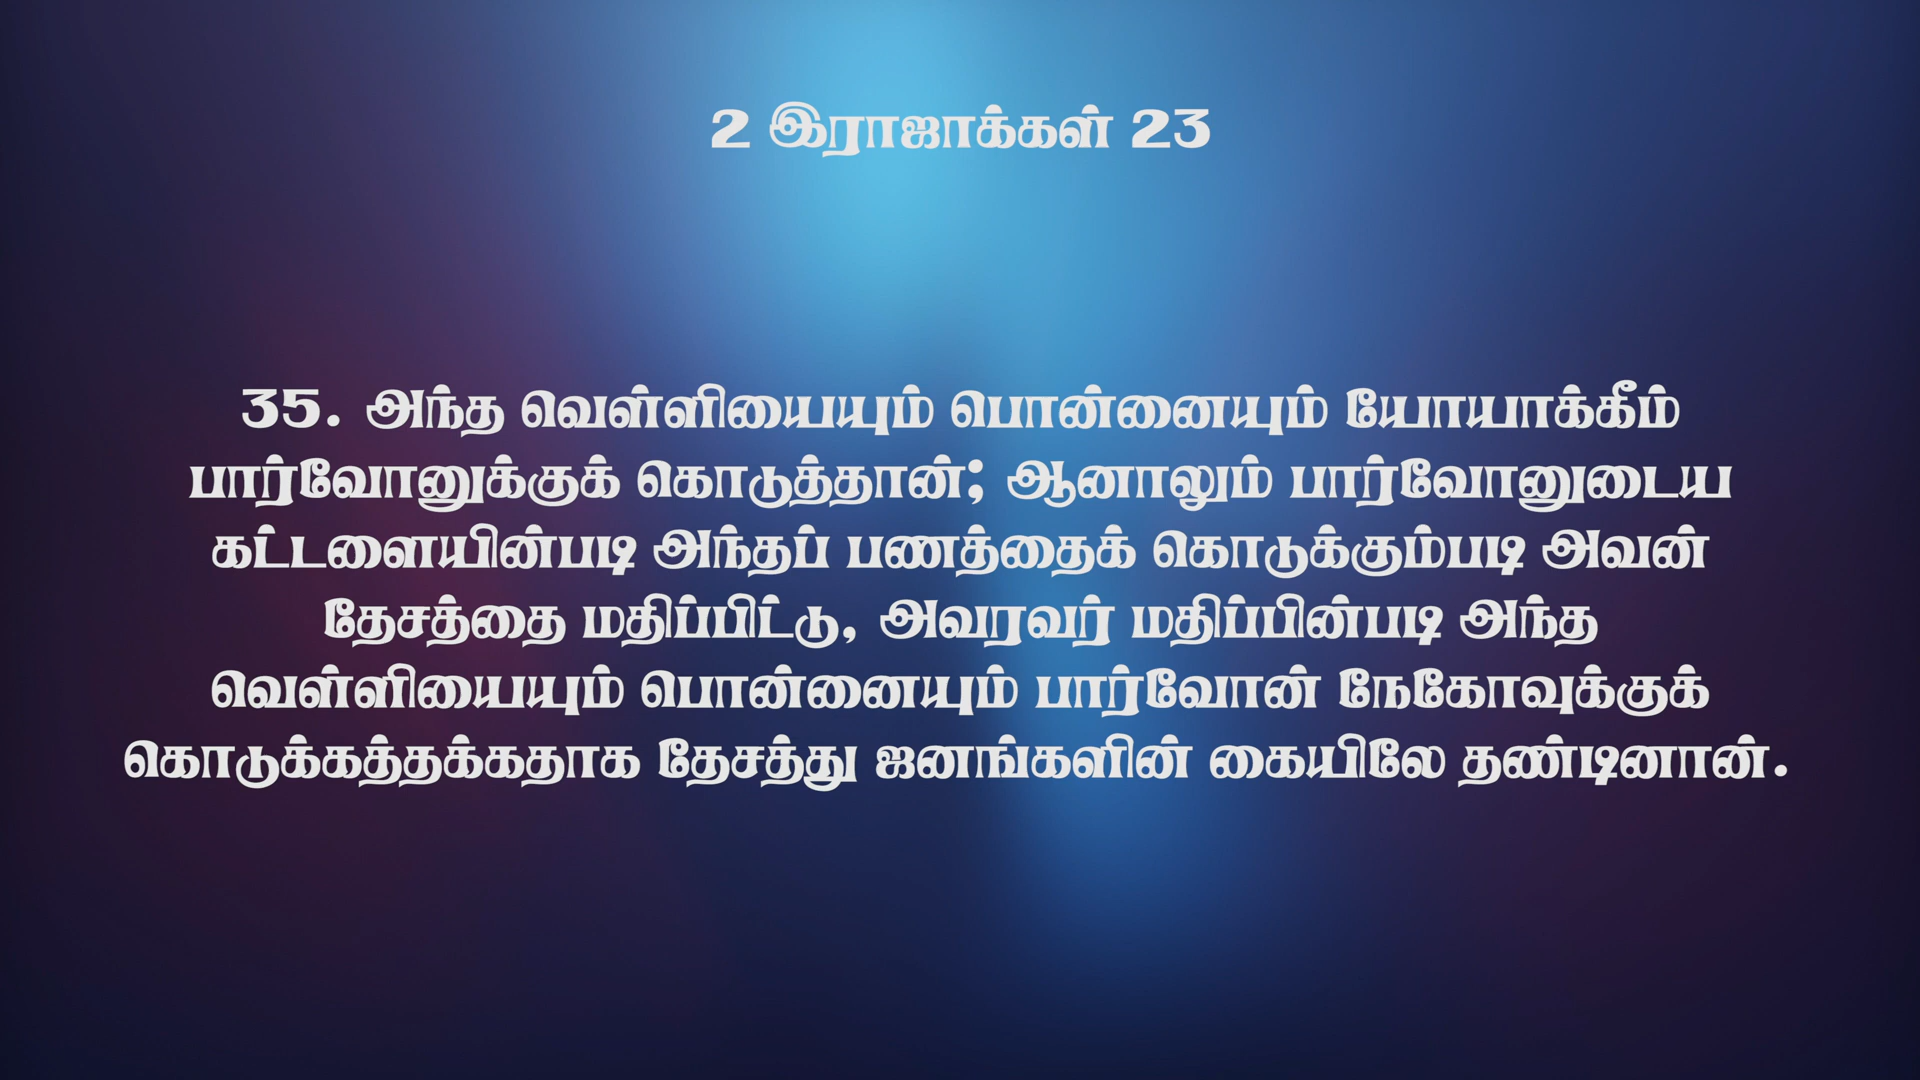 2 இராஜாக்கள் 23
35. அந்த வெள்ளியையும் பொன்னையும் யோயாக்கீம்
பார்வோனுக்குக் கொடுத்தான்; ஆனாலும் பார்வோனுடைய
கட்டளையின்படி அந்தப் பணத்தைக் கொடுக்கும்படி அவன்
தேசத்தை மதிப்பிட்டு, அவரவர் மதிப்பின்படி அந்த
வெள்ளியையும் பொன்னையும் பார்வோன் நேகோவுக்குக்
கொடுக்கத்தக்கதாக தேசத்து ஜனங்களின் கையிலே தண்டினான்.